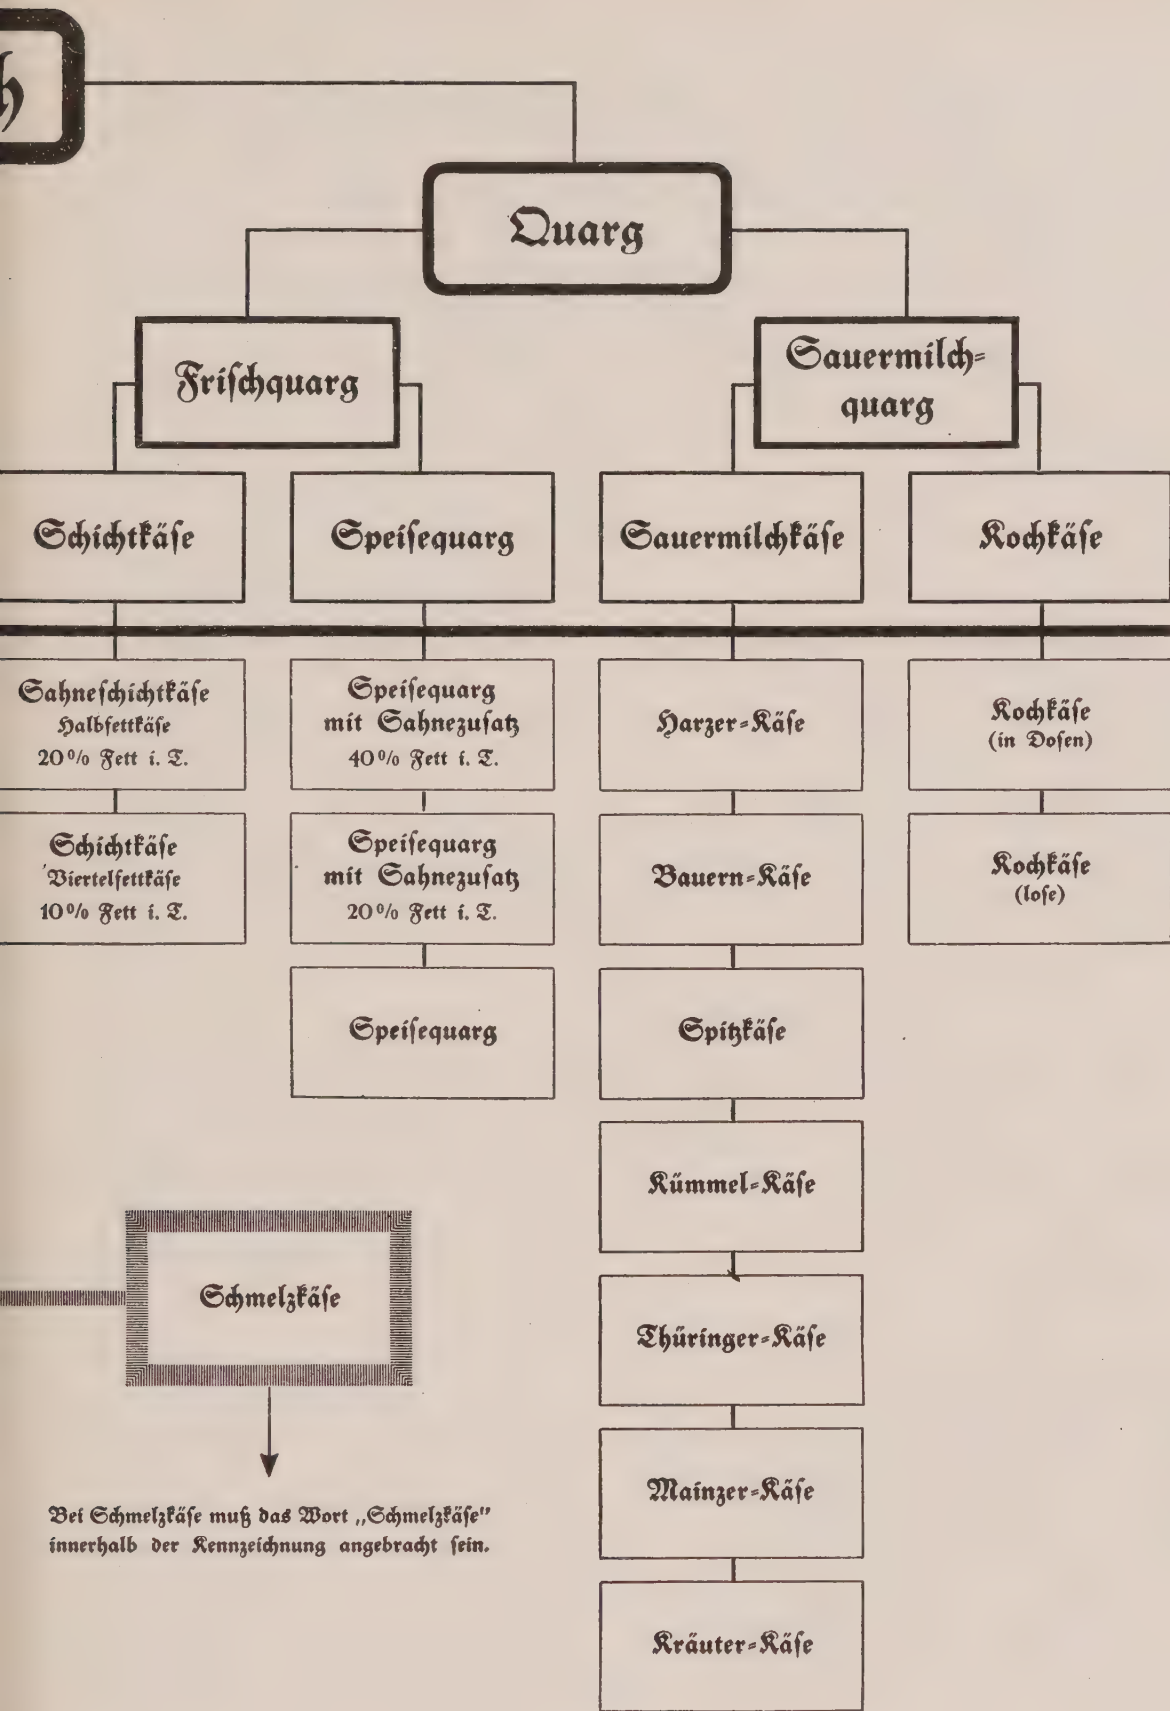 h
Quarg
Frischquarg
Sauermilch-
quarg
Schichtkäse
Speisequarg
Sauermilchkäse
Kochkäse
Sahneschichtkäse
Halbfettkäse
20% Fett i. T.
Schichtkäse
Viertelfettkäse
10% Fett i. T.
Speisequarg
mit Sahnezusatz
40% Fett i. T.
Speisequarg
mit Sahnezusatz
20% Fett i. T.
Speisequarg
Harzer-Käse
Bauern-Käse
Spitzkäse
Kümmel-Käse
Thüringer-Käse
Mainzer-Käse
Kräuter-Käse
Kochkäse
(in Dosen)
Kochkäse
(lose)
Schmelzkäse
Bei Schmelzkäse muß das Wort „Schmelzkäse"
innerhalb der Kennzeichnung angebracht sein.